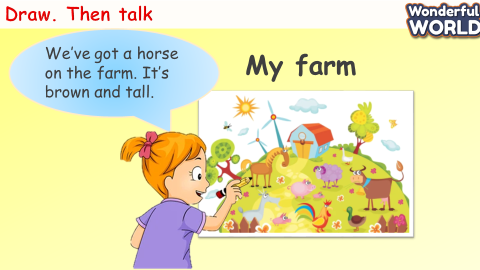 Draw. Then talk
Wonderful
WORLD
We've got a horse
on the farm. It's
brown and tall.
My farm